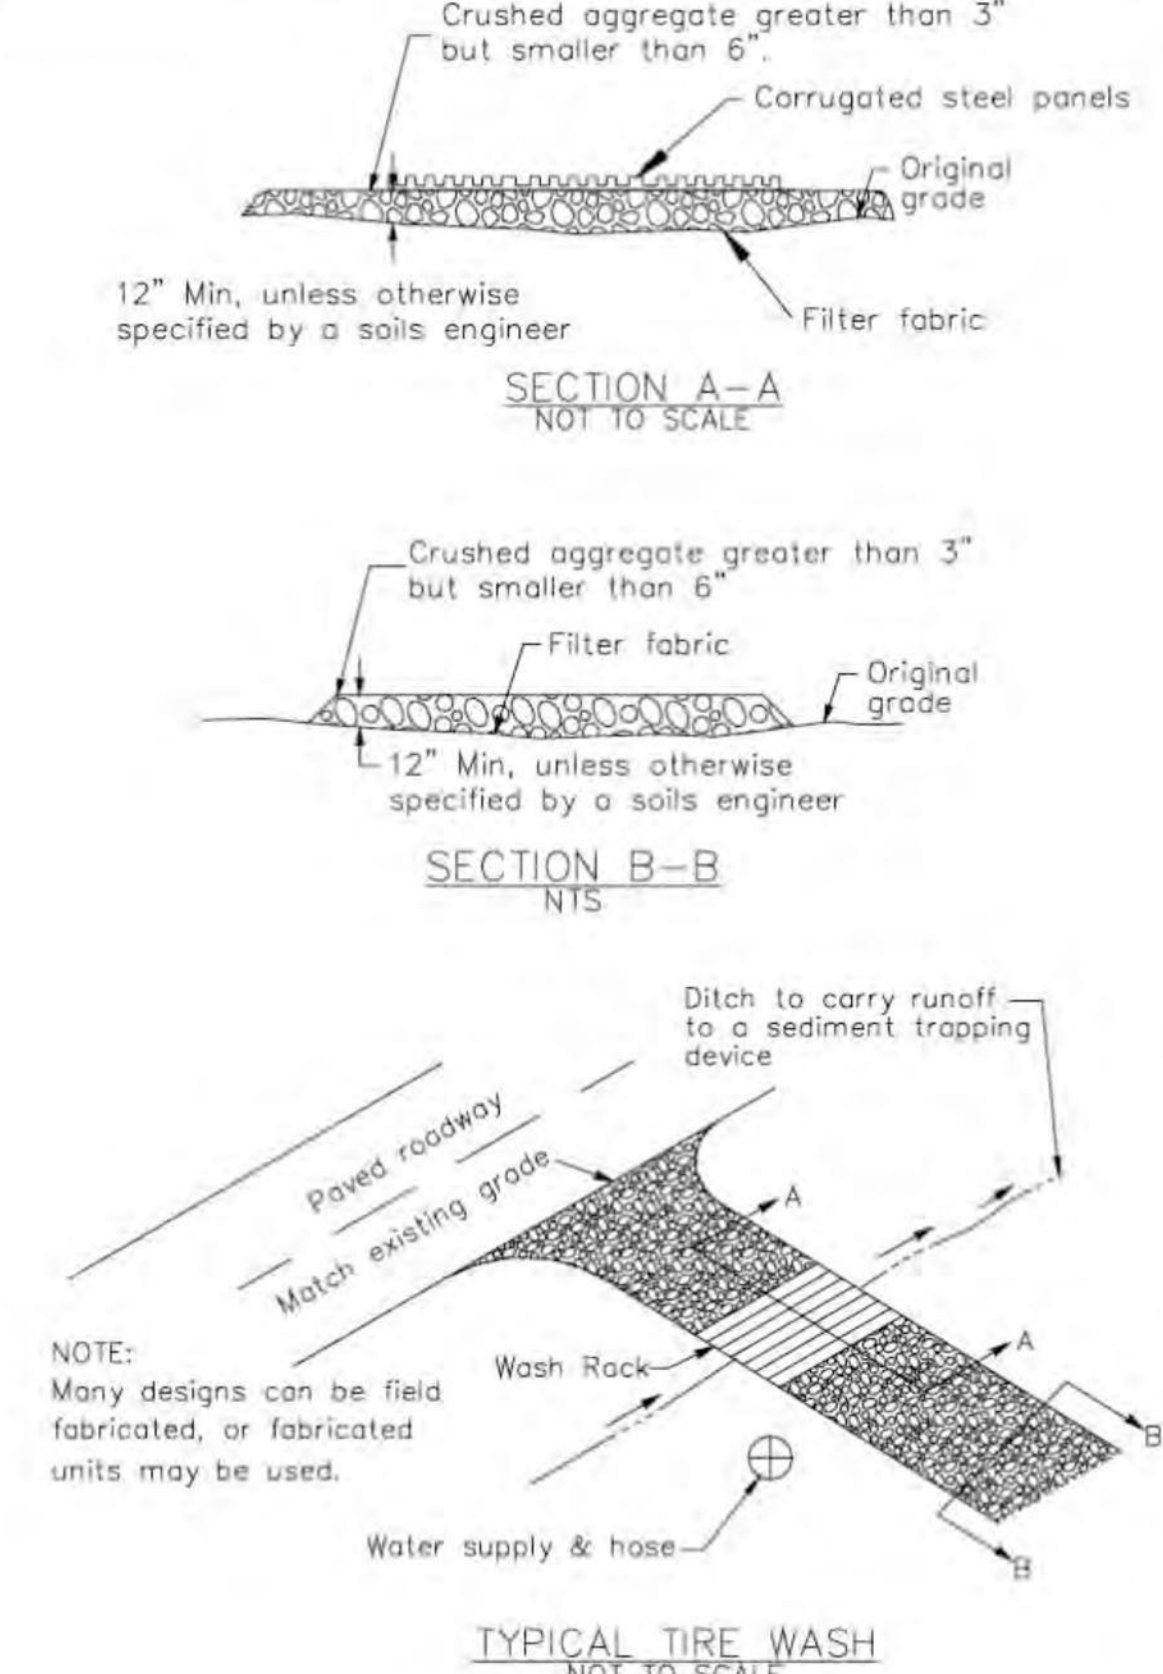 Crushed aggregate greater than 3"
but smaller than 6".
Corrugated steel panels
Original
grade
12" Min, unless otherwise
specified by a soils engineer
Filter fabric
SECTION A-A
NOT TO SCALE
Crushed aggregate greater than 3"
but smaller than 6"
Filter fabric
Original
grade
12" Min, unless otherwise
specified by a soils engineer
SECTION B-B
NTS
Ditch to carry runoff
to a sediment trapping
device
Paved roadway
Match existing grade
A
A
NOTE:
Many designs can be field
fabricated, or fabricated
units may be used.
Wash Rack
B
B
Water supply & hose
TYPICAL TIRE WASH
NOT TO SCALE